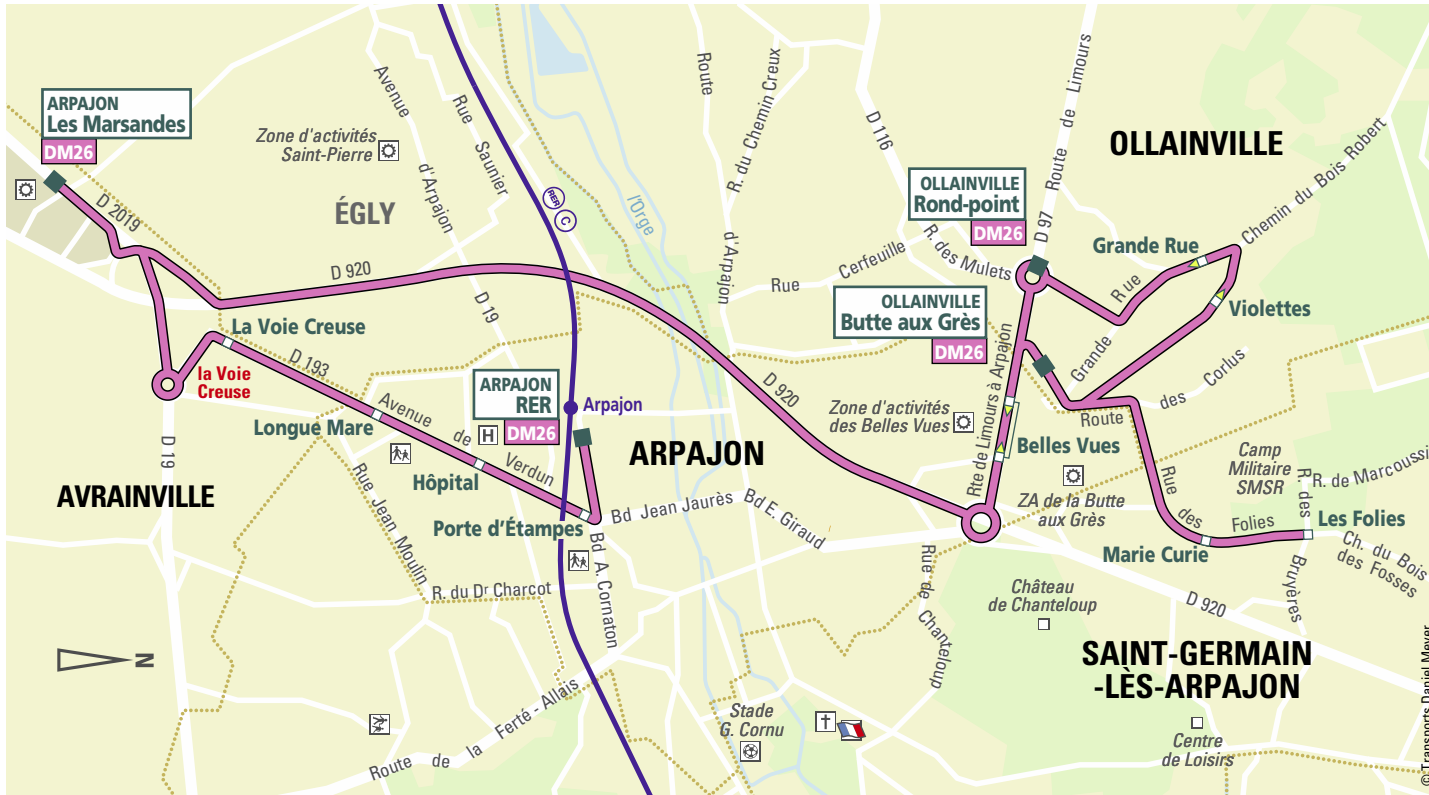 ARPAJON
Les Marsandes
DM26
D 2019
Zone d'activités
Saint-Pierre
ÉGLY
Avenue
d'Arpajon
Rue
Saunier
RER
C
l'Orge
Route
d'Arpajon
R. du Chemin Creux
D 116
Route de Limours
D 97
OLLAINVILLE
Chemin du Bois Robert
OLLAINVILLE
Rond-point
DM26
R. des Mulets
Rue Cerfeuille
Grande Rue
Rue
Grande
Violettes
D 920
D 19
La Voie Creuse
la Voie
Creuse
D 193
OLLAINVILLE
Butte aux Grès
DM26
Rte de Limours à Arpajon
Route des Corlus
ARPAJON
RER
DM26
Arpajon
H
Avenue de Verdun
Longue Mare
Hôpital
Porte d'Étampes
D 19
AVRAINVILLE
ARPAJON
D 920
Zone d'activités
des Belles Vues
Belles Vues
ZA de la Butte
aux Grès
Camp
Militaire
SMSR
R. de Marcoussi
R. des
Bruyères
Rue des Folies
Les Folies
Marie Curie
Ch. du Bois
des Fosses
Rue Jean Moulin
Bd Jean Jaurès
Bd E. Giraud
Bd A. Cornaton
R. du Dr Charcot
Rue de Chanteloup
Château
de Chanteloup
D 920
SAINT-GERMAIN
-LÈS-ARPAJON
N
Route de la Ferté - Allais
Stade
G. Cornu
Centre
de Loisirs
© Transports Daniel Meyer